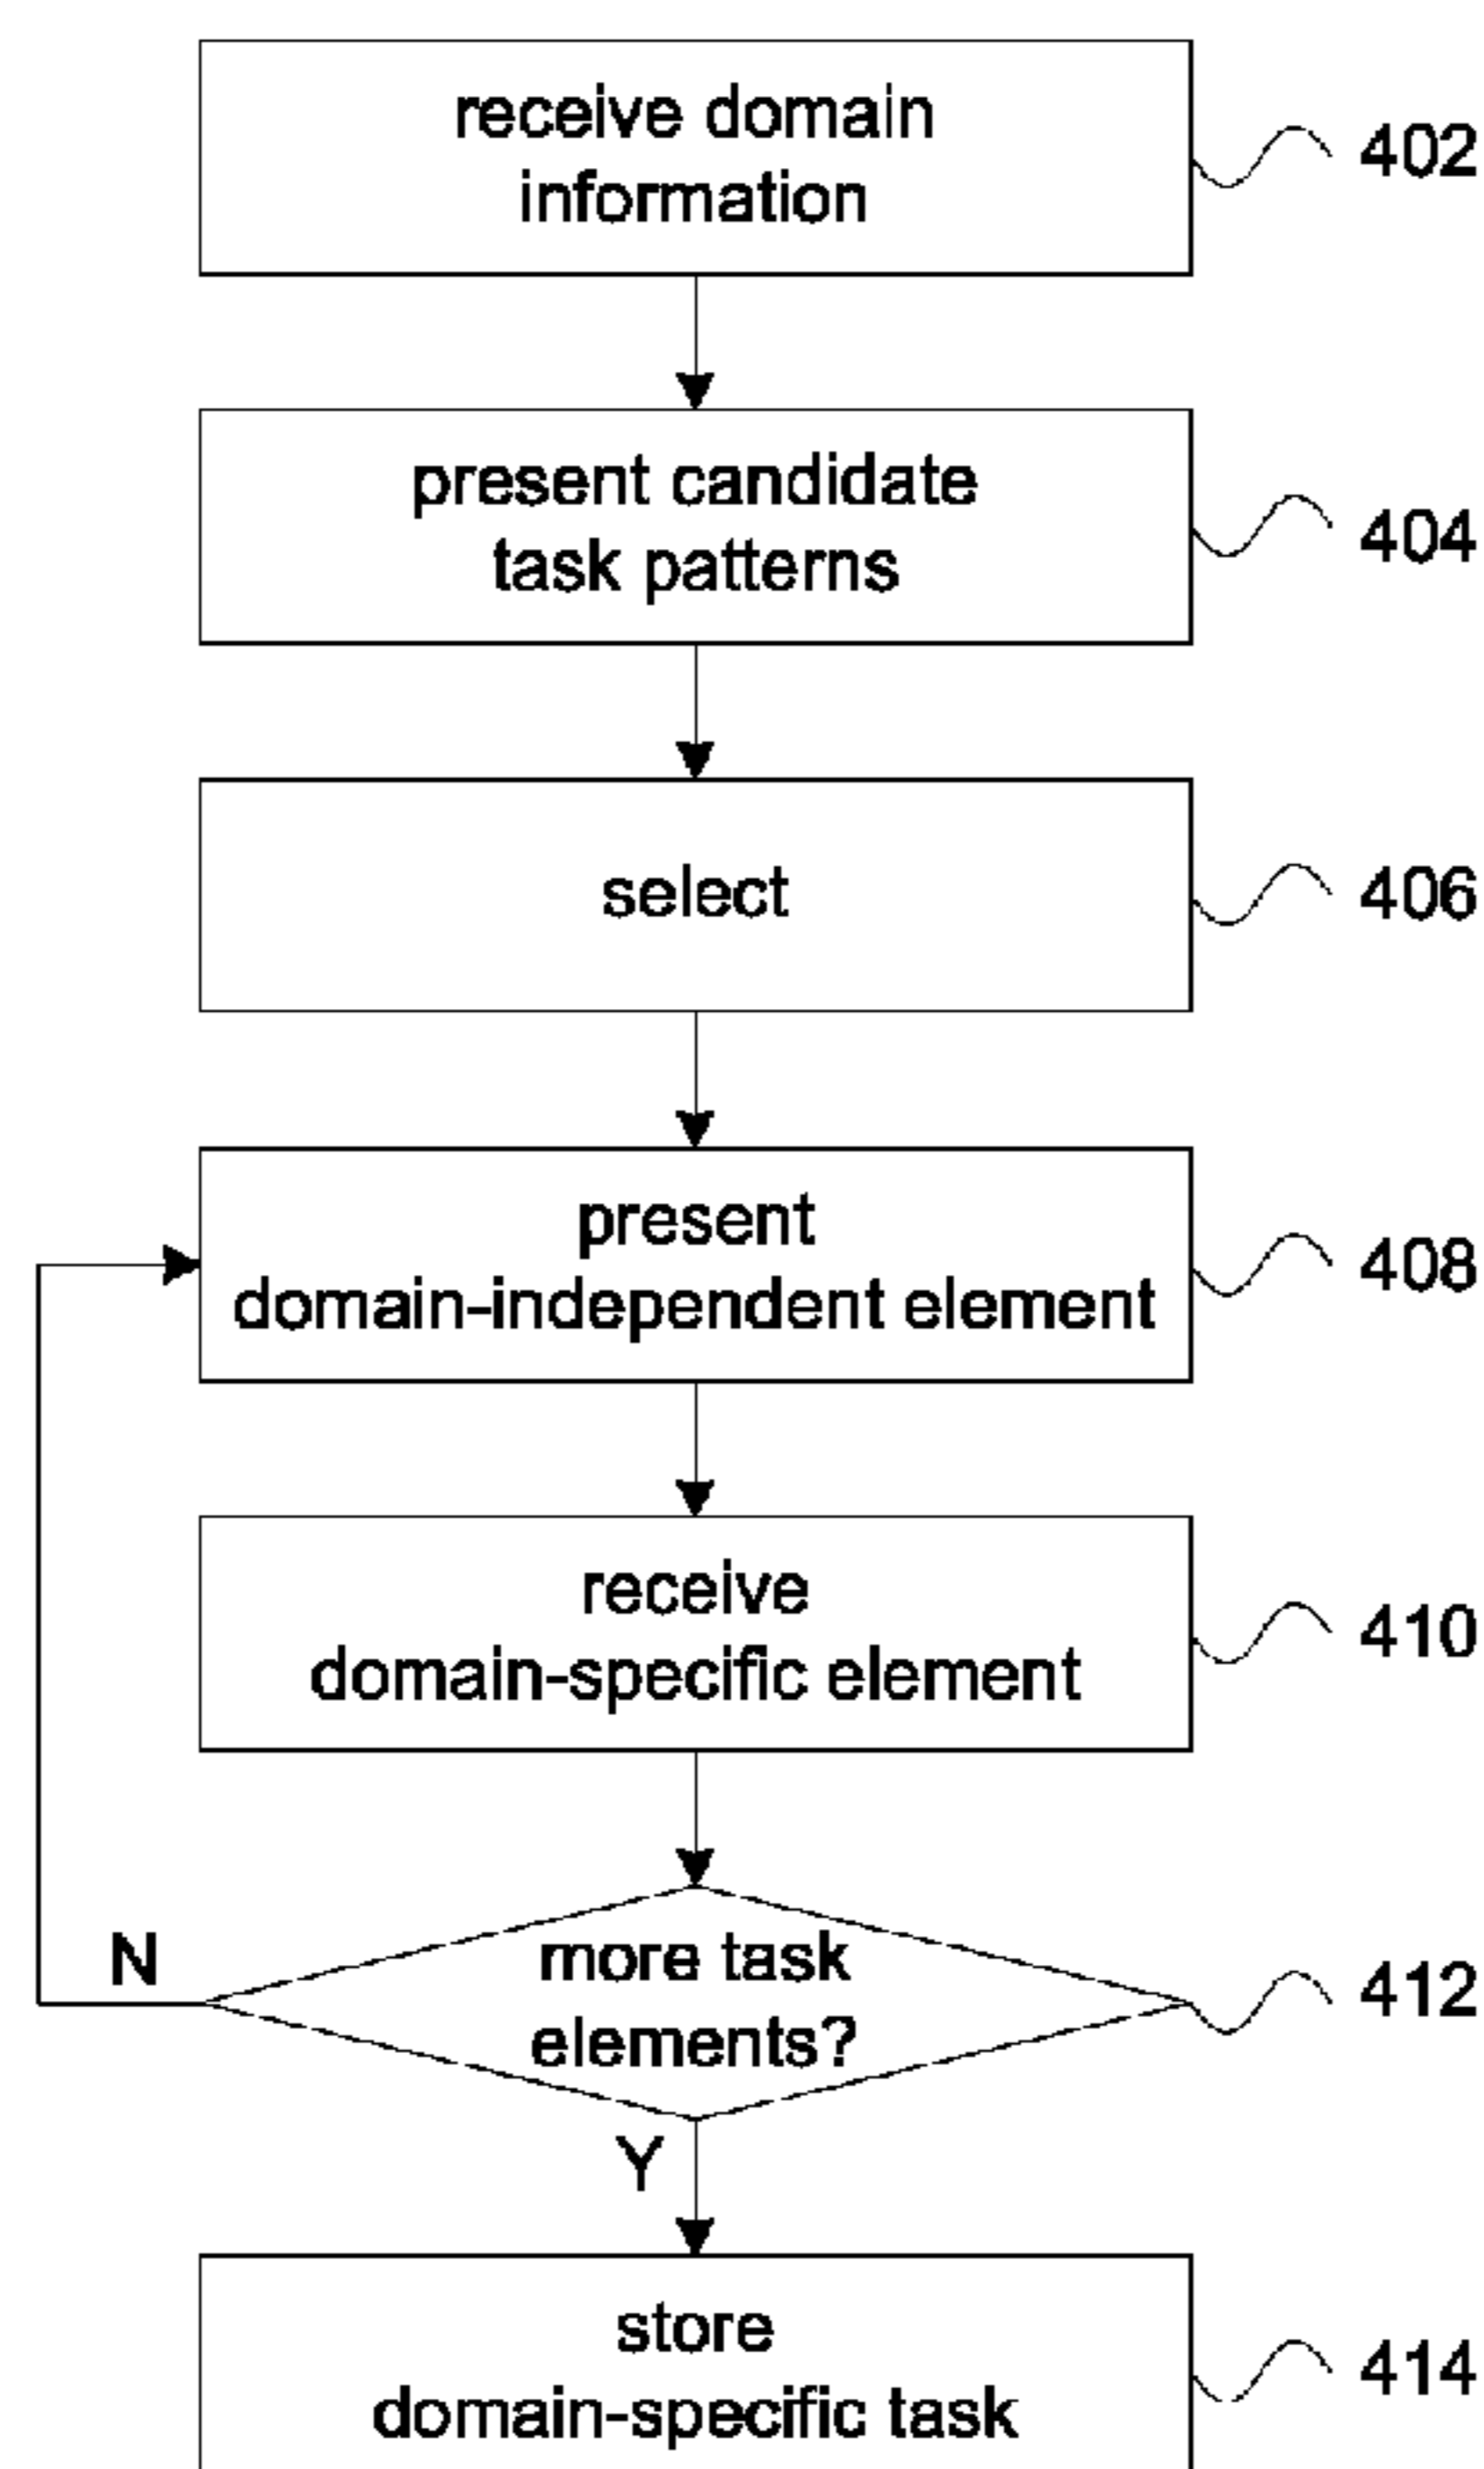 receive domain
information
402
present candidate
task patterns
404
select
406
present
domain-independent element
408
receive
domain-specific element
410
more task
elements?
412
N
Y
store
domain-specific task
414